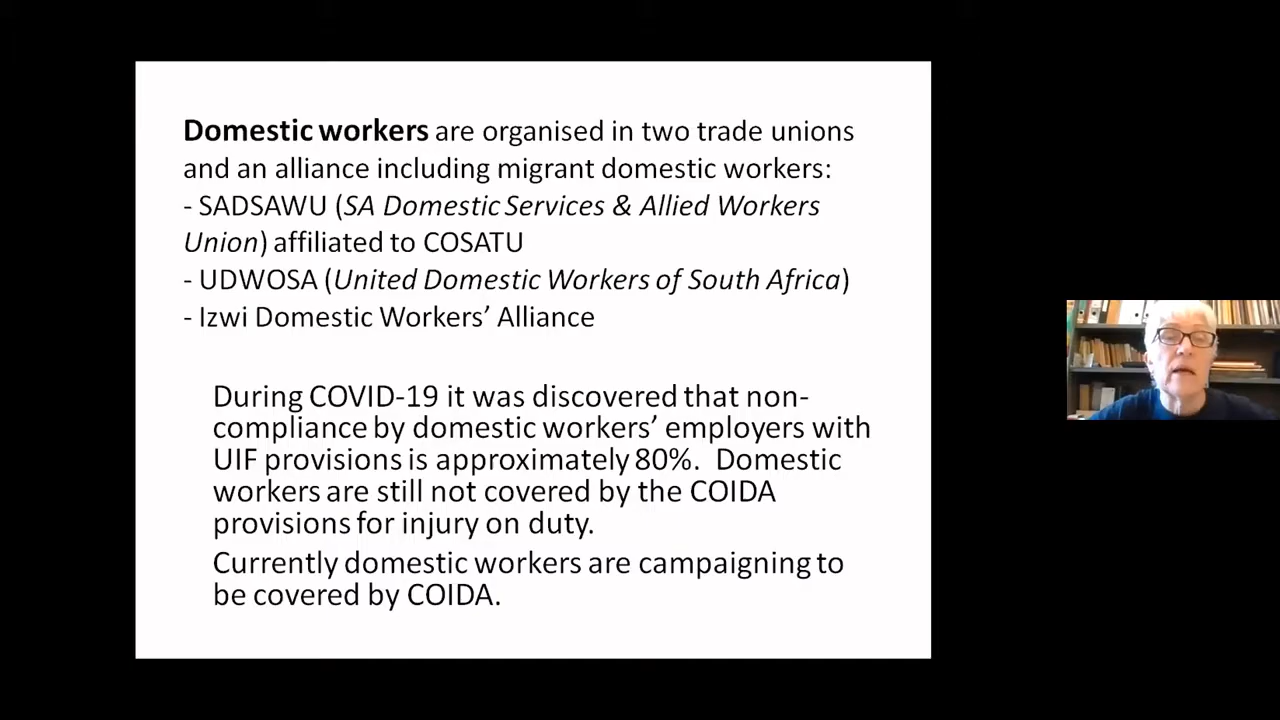 Domestic workers are organised in two trade unions
and an alliance including migrant domestic workers:
- SADSAWU (SA Domestic Services & Allied Workers
Union) affiliated to COSATU
- UDWOSA (United Domestic Workers of South Africa)
- Izwi Domestic Workers’ Alliance
During COVID-19 it was discovered that non-
compliance by domestic workers’ employers with
UIF provisions is approximately 80%. Domestic
workers are still not covered by the COIDA
provisions for injury on duty.
Currently domestic workers are campaigning to
be covered by COIDA.